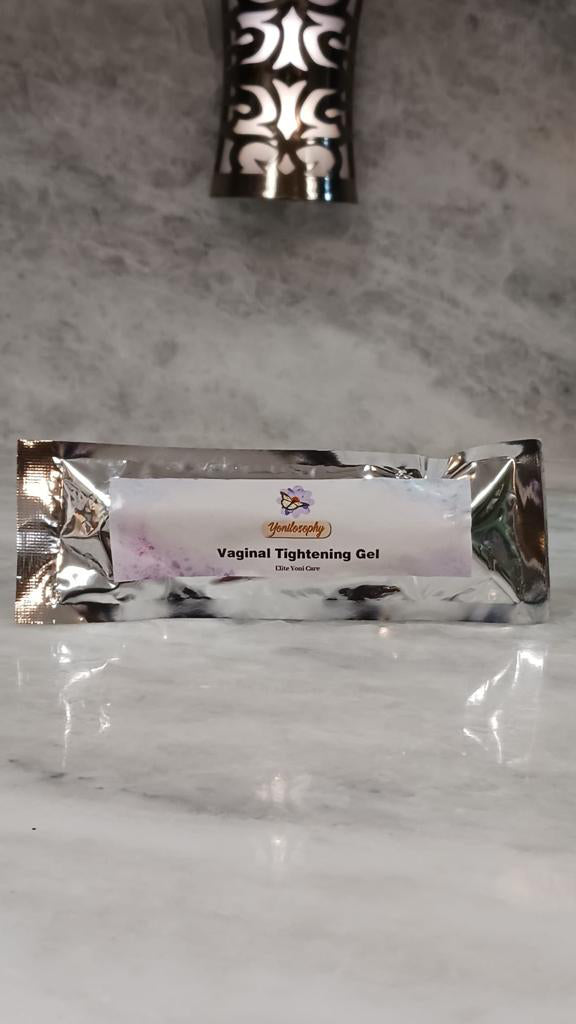 Yonilosophy
Vaginal Tightening Gel
Elite Yoni Care